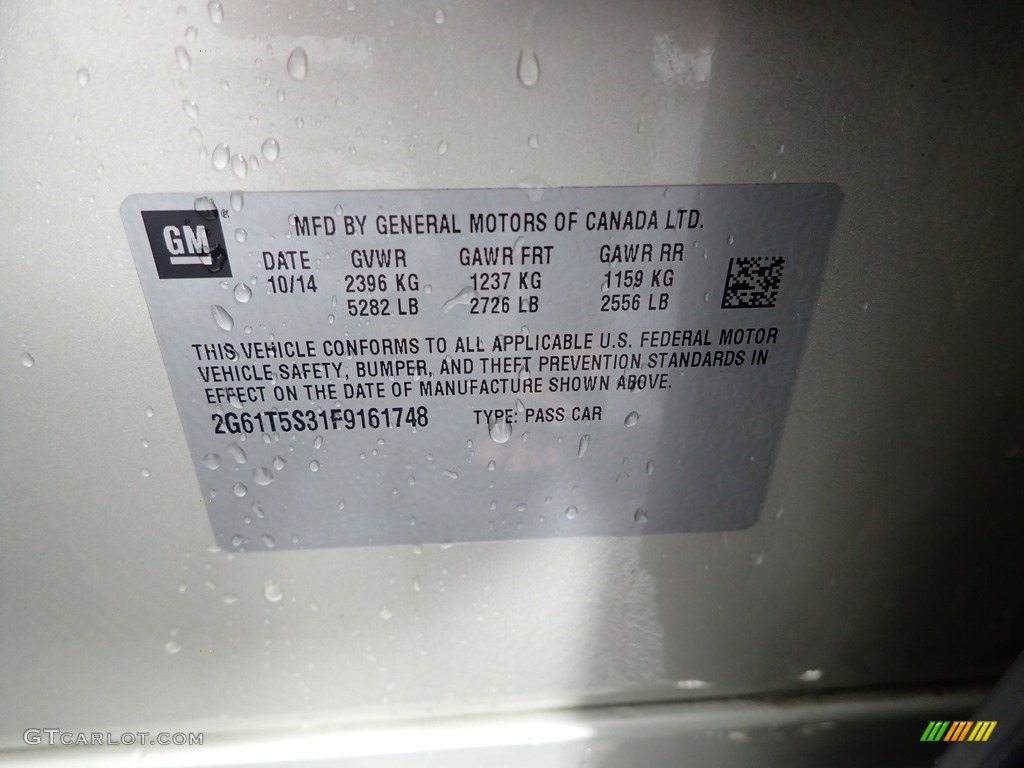 GM®
MFD BY GENERAL MOTORS OF CANADA LTD.
DATE GVWR GAWR FRT GAWR RR
10/14 2396 KG 1237 KG 1159 KG
5282 LB 2726 LB 2556 LB
THIS VEHICLE CONFORMS TO ALL APPLICABLE U.S. FEDERAL MOTOR
VEHICLE SAFETY, BUMPER, AND THEFT PREVENTION STANDARDS IN
EFFECT ON THE DATE OF MANUFACTURE SHOWN ABOVE.
2G61T5S31F9161748 TYPE: PASS CAR
GTCARLOT.COM